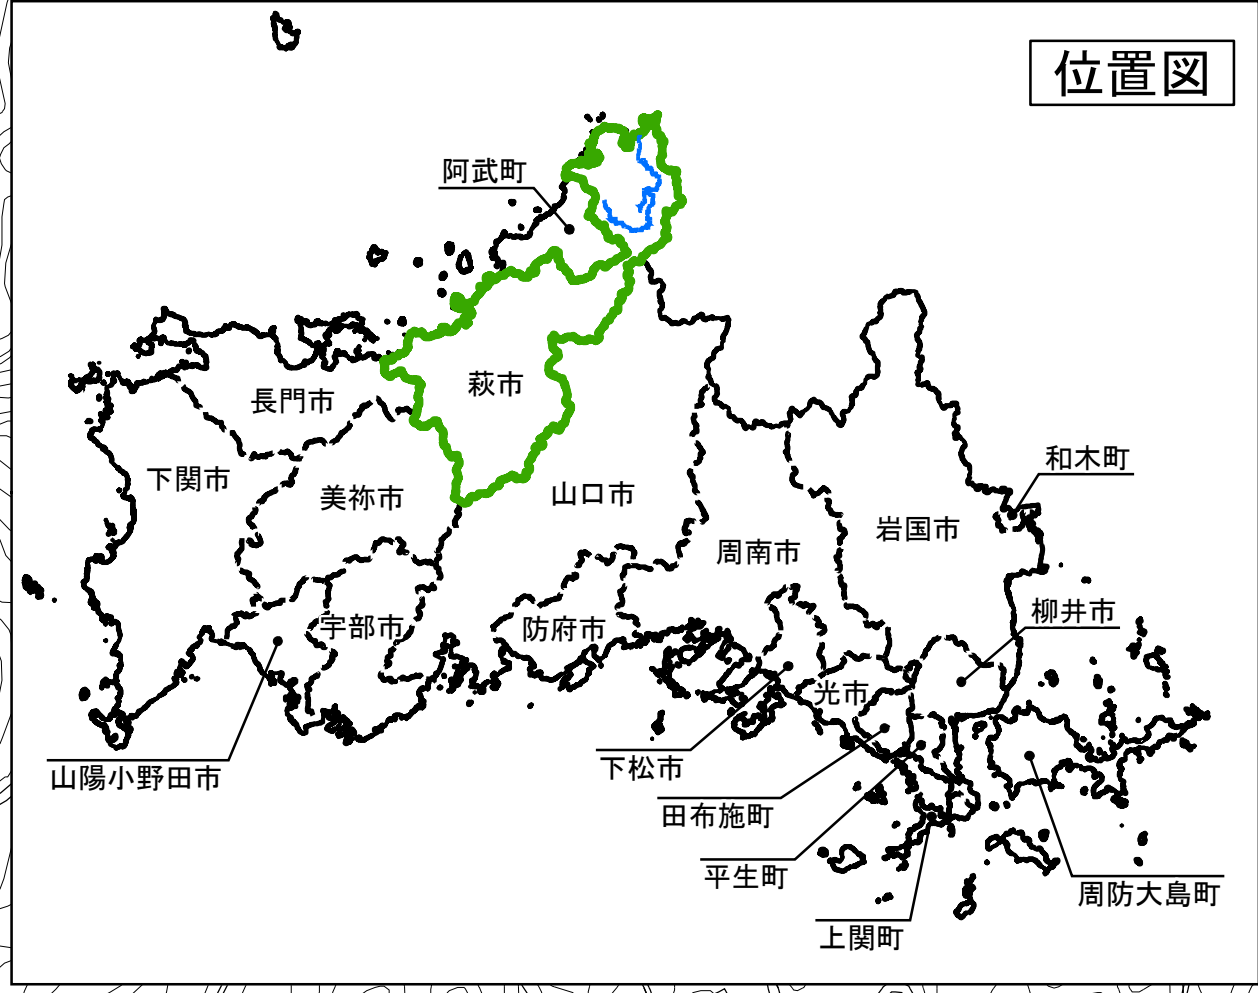 位置図
阿武町
萩市
長門市
和木町
下関市
美祢市
山口市
岩国市
周南市
柳井市
宇部市
防府市
光市
下松市
山陽小野田市
田布施町
平生町
周防大島町
上関町